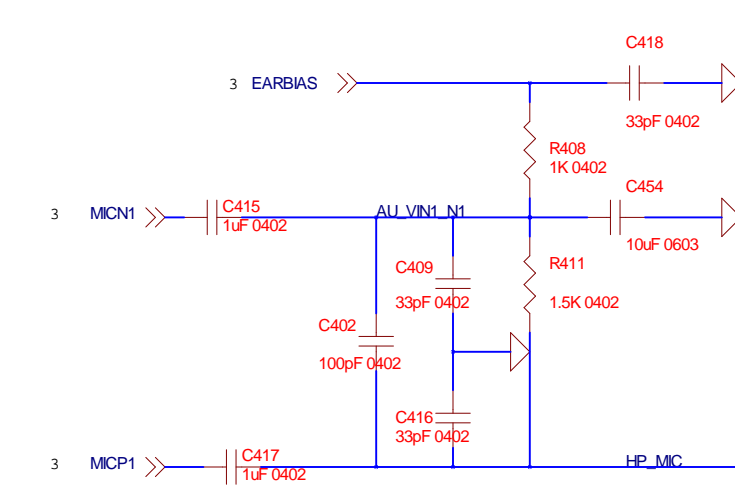 C418
3 EARBIAS
33pF 0402
R408
1K 0402
C454
3 MICN1
C415
1uF 0402
AU_VIN1_N1
10uF 0603
C409
33pF 0402
R411
1.5K 0402
C402
100pF 0402
C416
33pF 0402
3 MICP1
C417
1uF 0402
HP_MIC